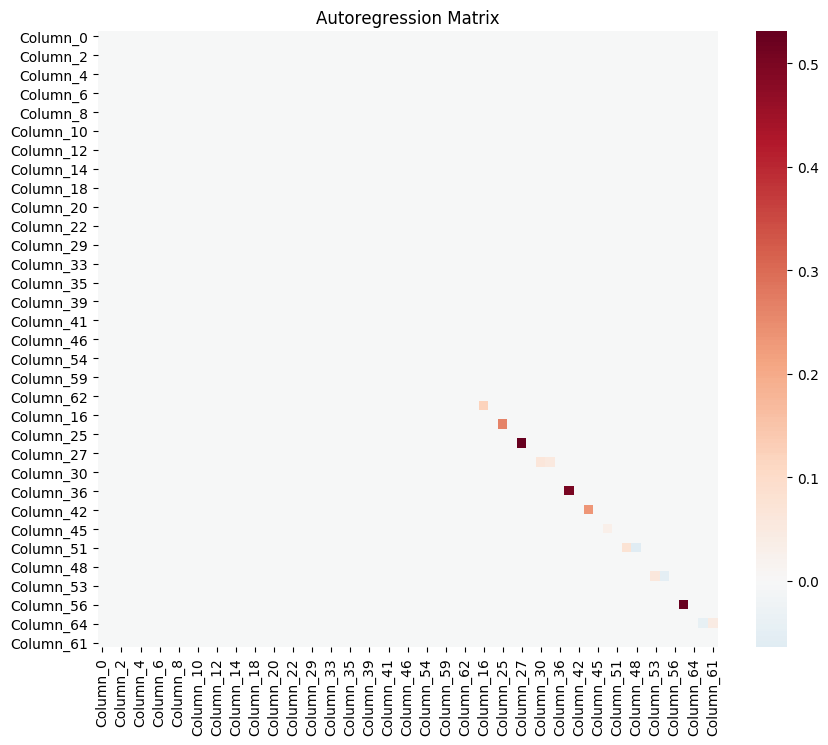 Autoregression Matrix
Column_0
Column_2
Column_4
Column_6
Column_8
Column_10
Column_12
Column_14
Column_18
Column_20
Column_22
Column_29
Column_33
Column_35
Column_39
Column_41
Column_46
Column_54
Column_59
Column_62
Column_16
Column_25
Column_27
Column_30
Column_36
Column_42
Column_45
Column_51
Column_48
Column_53
Column_56
Column_64
Column_61
Column_0
Column_2
Column_4
Column_6
Column_8
Column_10
Column_12
Column_14
Column_18
Column_20
Column_22
Column_29
Column_33
Column_35
Column_39
Column_41
Column_46
Column_54
Column_59
Column_62
Column_16
Column_25
Column_27
Column_30
Column_36
Column_42
Column_45
Column_51
Column_48
Column_53
Column_56
Column_64
Column_61
0.5
0.4
0.3
0.2
0.1
0.0